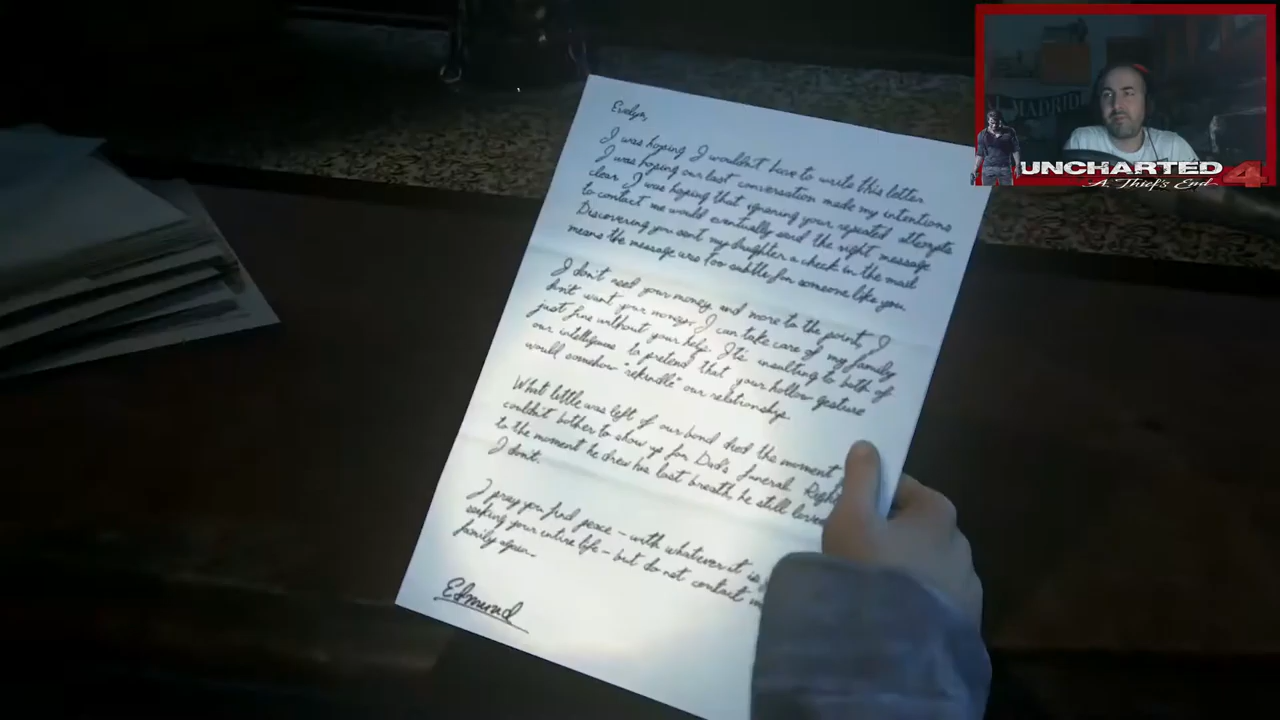 Evelyn,
I was hoping I wouldn't have to write this letter.
I was hoping our last conversation made my intentions
clear. I was hoping that ignoring your repeated attempts
to contact me would eventually send the right message.
Discovering you sent my daughter a check in the mail
means the message was too subtle for someone like you.
I don't need your money, and more to the point, I
don't want your money. I can take care of my family
just fine without your help. It's insulting to both of
our intelligence to pretend that your hollow gesture
would somehow "rekindle" our relationship.
What little was left of our bond died the moment
couldn't bother to show up for Dad's funeral. Right
to the moment he drew his last breath, he still loved
I don't.
I pray you find peace - with whatever it is
seeking your entire life - but do not contact
family again.
Edmund
AL MADRID
UNCHARTED 4
A Thief's End